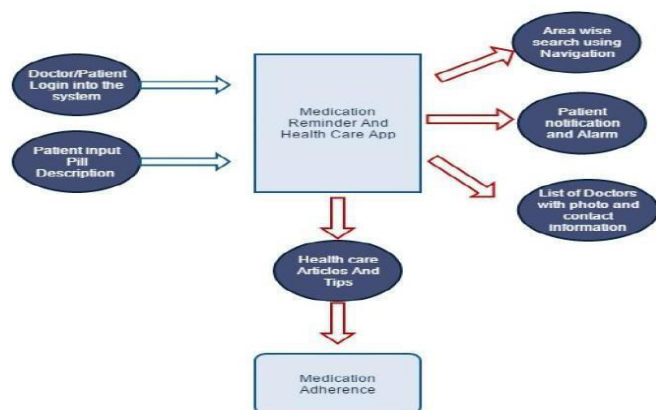 Doctor/Patient
Login into the
system
Patient input
Pill
Description
Medication
Reminder And
Health Care App
Area wise
search using
Navigation
Patient
notification
and Alarm
List of Doctors
with photo and
contact
information
Health care
Articles And
Tips
Medication
Adherence